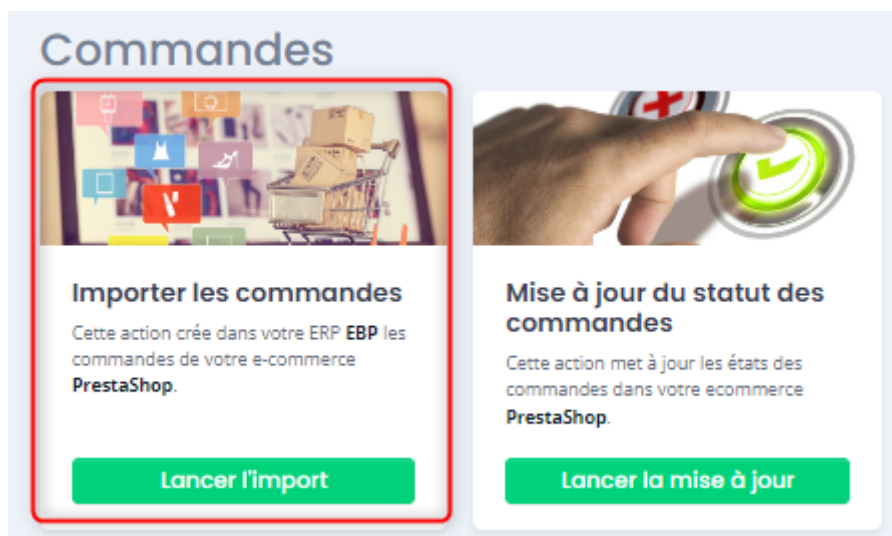 Commandes
Importer les commandes
Cette action crée dans votre ERP EBP les
commandes de votre e-commerce
PrestaShop.
Lancer l'import
Mise à jour du statut des
commandes
Cette action met à jour les états des
commandes dans votre ecommerce
PrestaShop.
Lancer la mise à jour